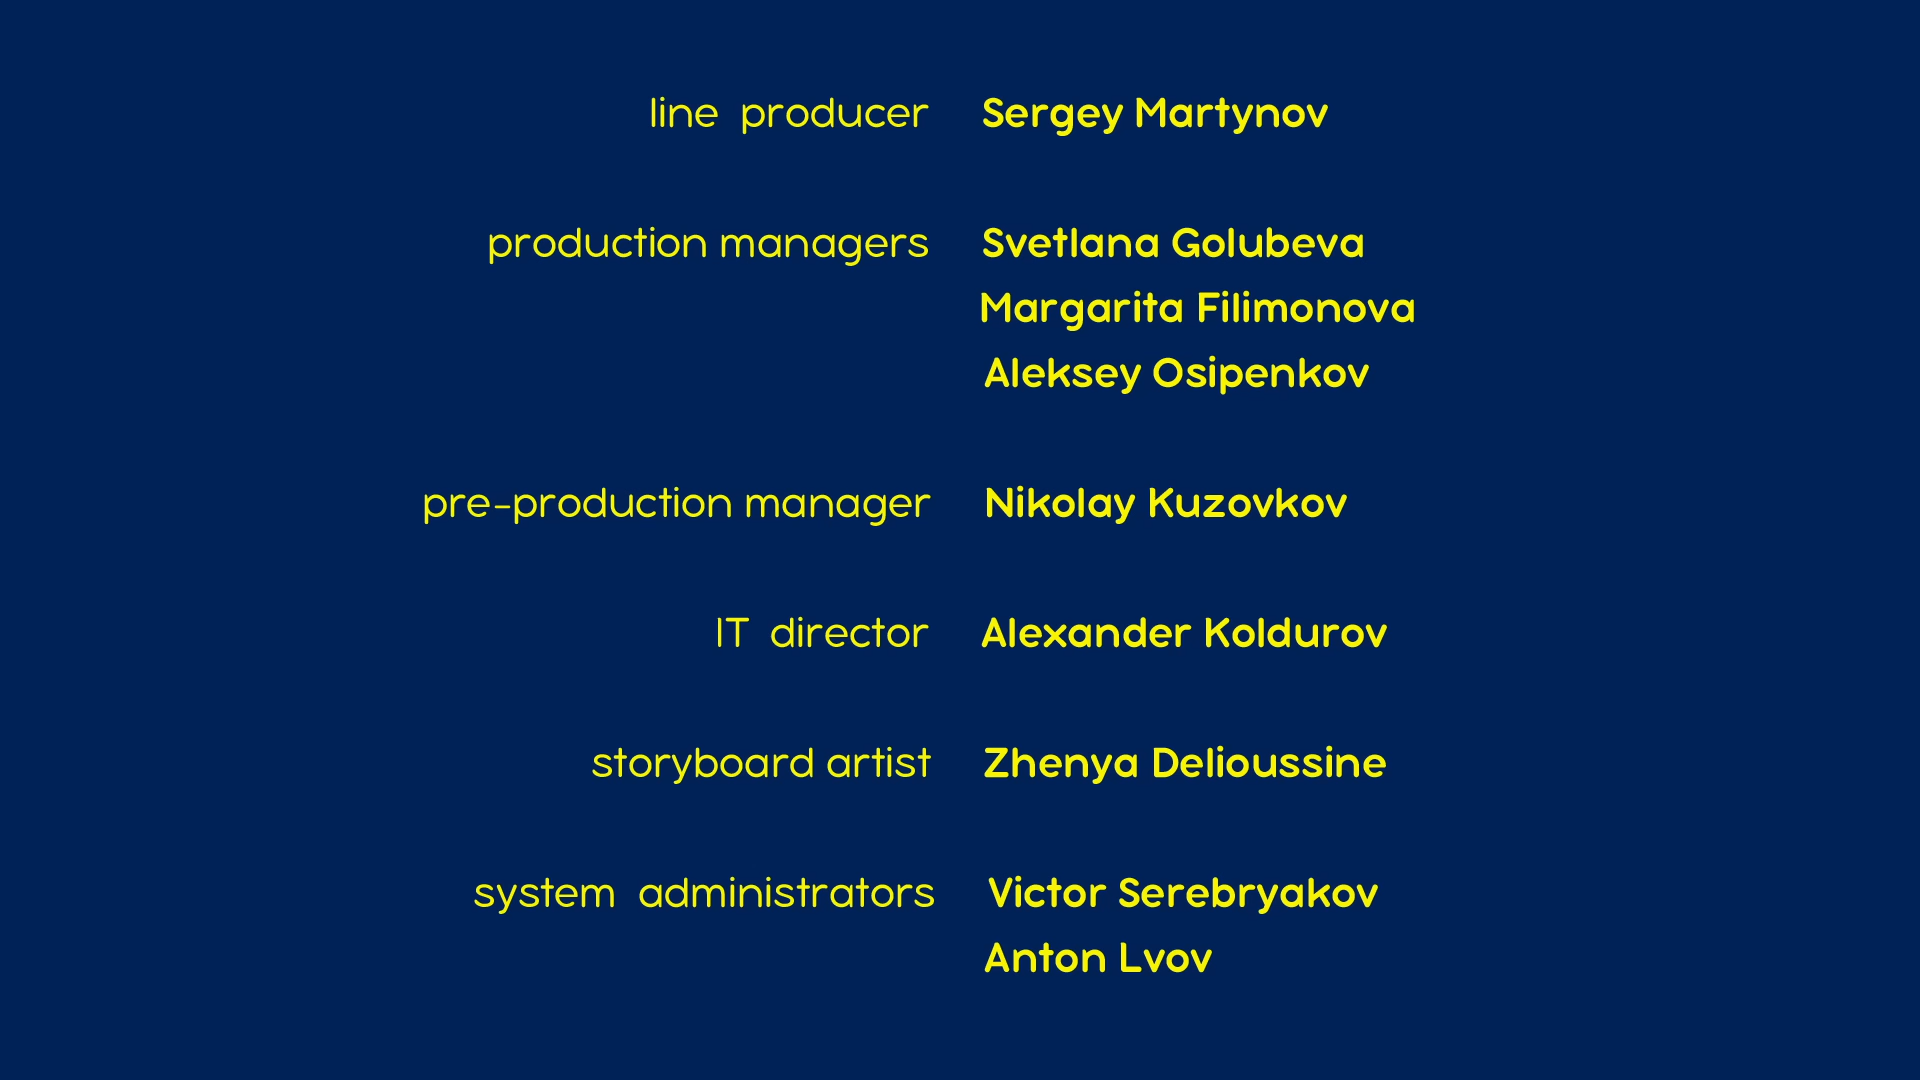 line producer Sergey Martynov
production managers Svetlana Golubeva
Margarita Filimonova
Aleksey Osipenkov
pre-production manager Nikolay Kuzovkov
IT director Alexander Koldurov
storyboard artist Zhenya Delioussine
system administrators Victor Serebryakov
Anton Lvov